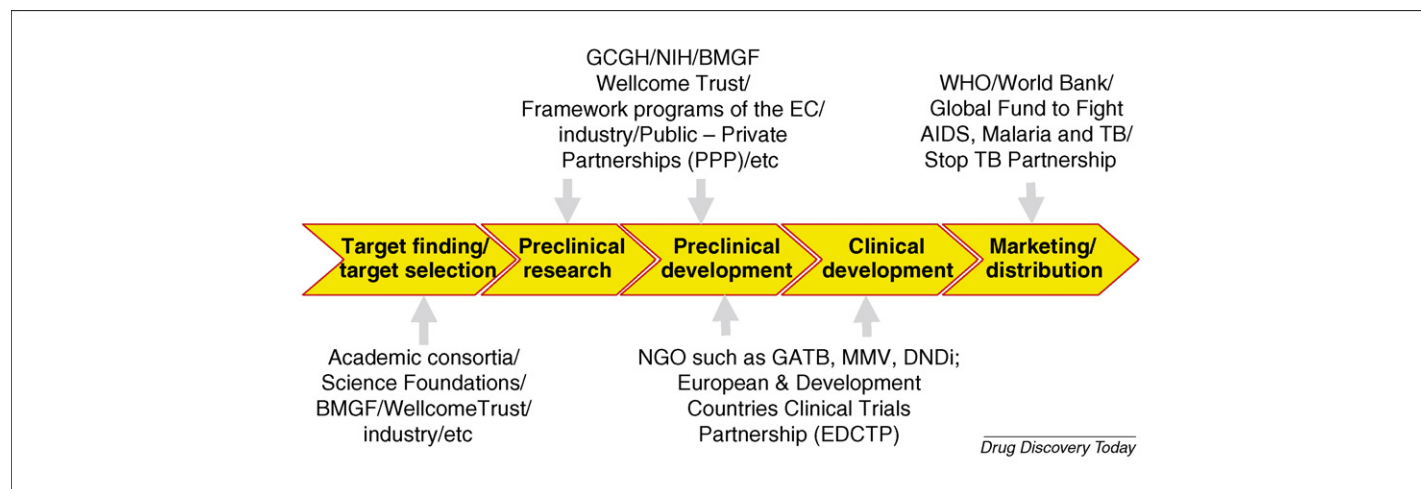 GCGH/NIH/BMGF
Wellcome Trust/
Framework programs of the EC/
industry/Public – Private
Partnerships (PPP)/etc
WHO/World Bank/
Global Fund to Fight
AIDS, Malaria and TB/
Stop TB Partnership
Target finding/
target selection
Preclinical
research
Preclinical
development
Clinical
development
Marketing/
distribution
Academic consortia/
Science Foundations/
BMGF/WellcomeTrust/
industry/etc
NGO such as GATB, MMV, DNDi;
European & Development
Countries Clinical Trials
Partnership (EDCTP)
Drug Discovery Today